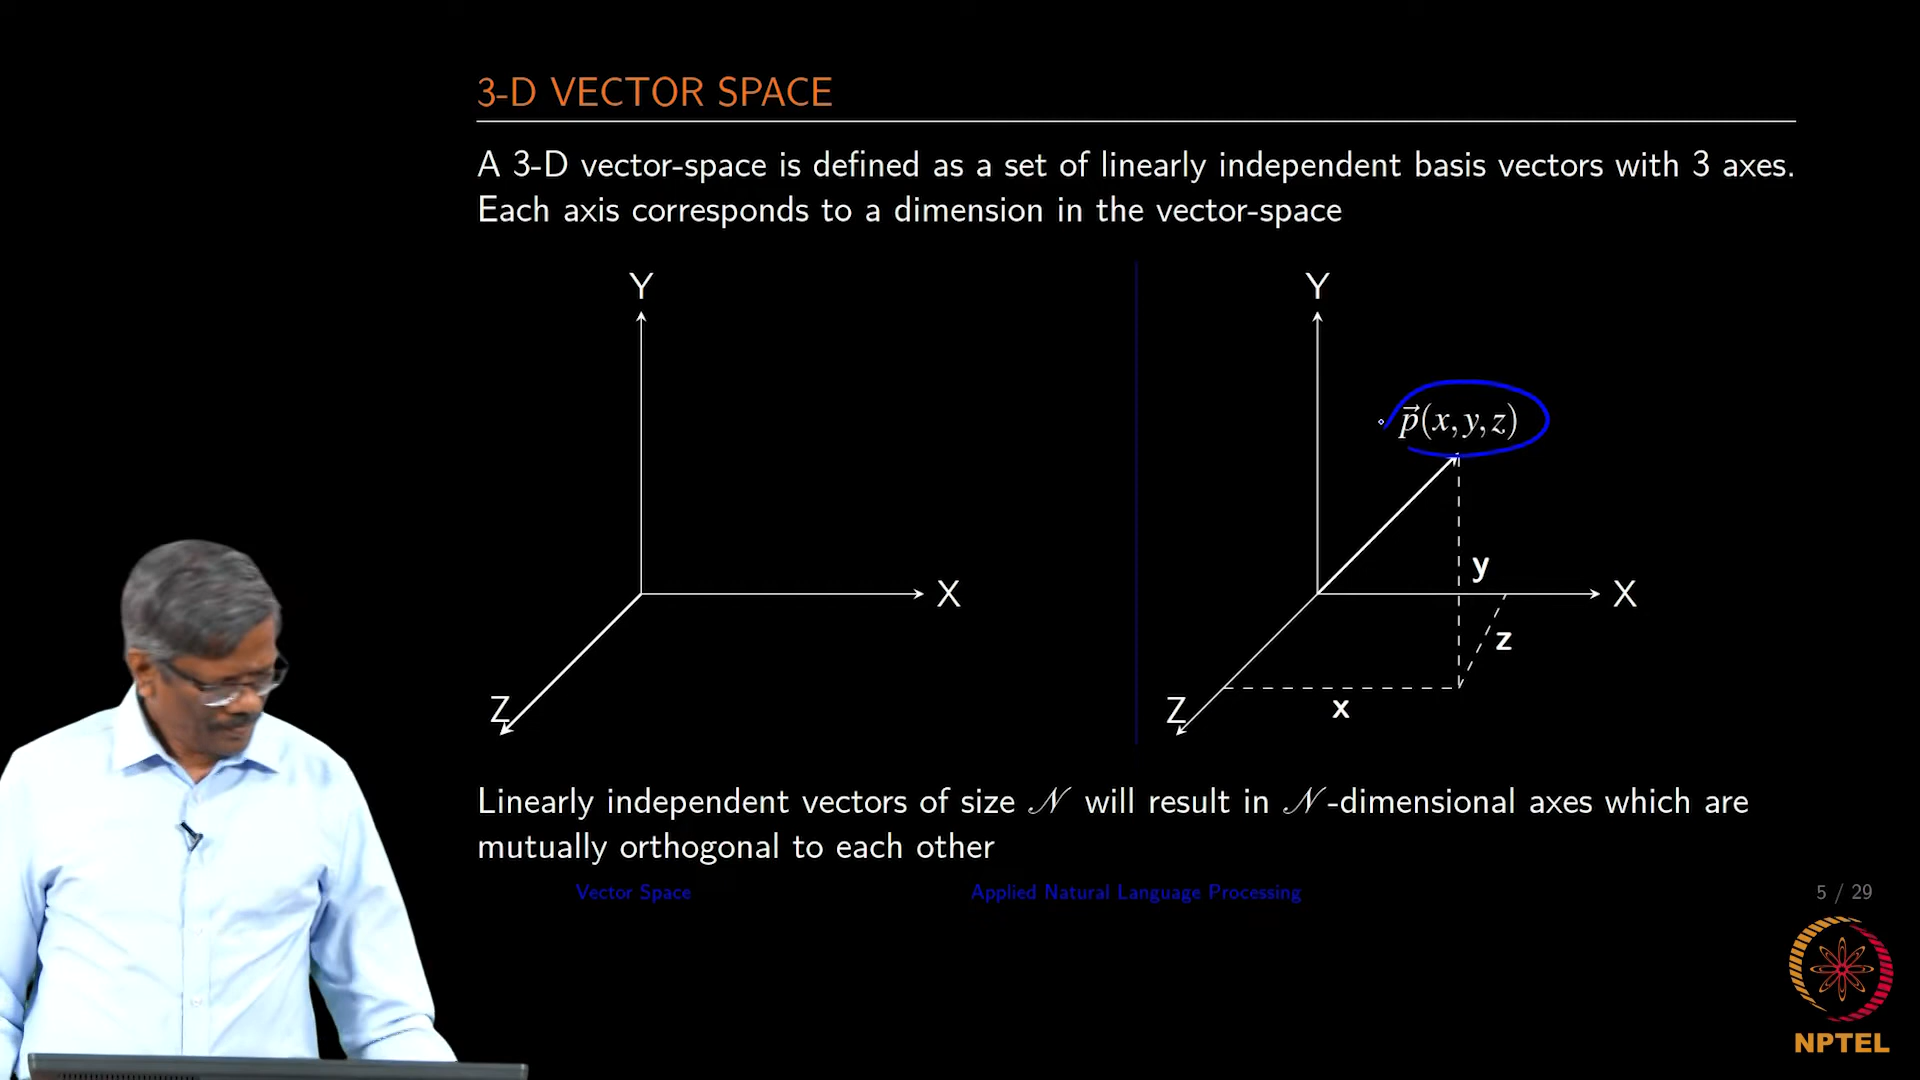 3-D VECTOR SPACE
A 3-D vector-space is defined as a set of linearly independent basis vectors with 3 axes.
Each axis corresponds to a dimension in the vector-space
Y
X
Z
Y
p⃗(x, y, z)
y
X
z
Z
x
Linearly independent vectors of size 𝒩 will result in 𝒩-dimensional axes which are
mutually orthogonal to each other
Vector Space
Applied Natural Language Processing
5 / 29
NPTEL